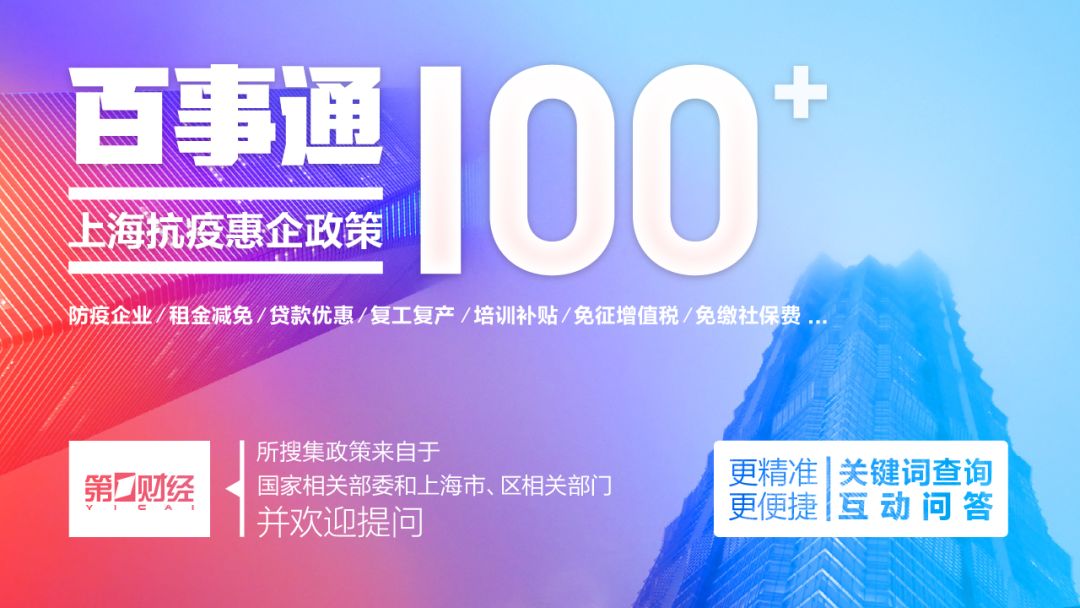 百事通100+
上海抗疫惠企政策
防疫企业/租金减免/贷款优惠/复工复产/培训补贴/免征增值税/免缴社保费 ...
第一财经
YICAI
所搜集政策来自于
国家相关部委和上海市、区相关部门
并欢迎提问
更精准
更便捷
关键词查询
互动问答